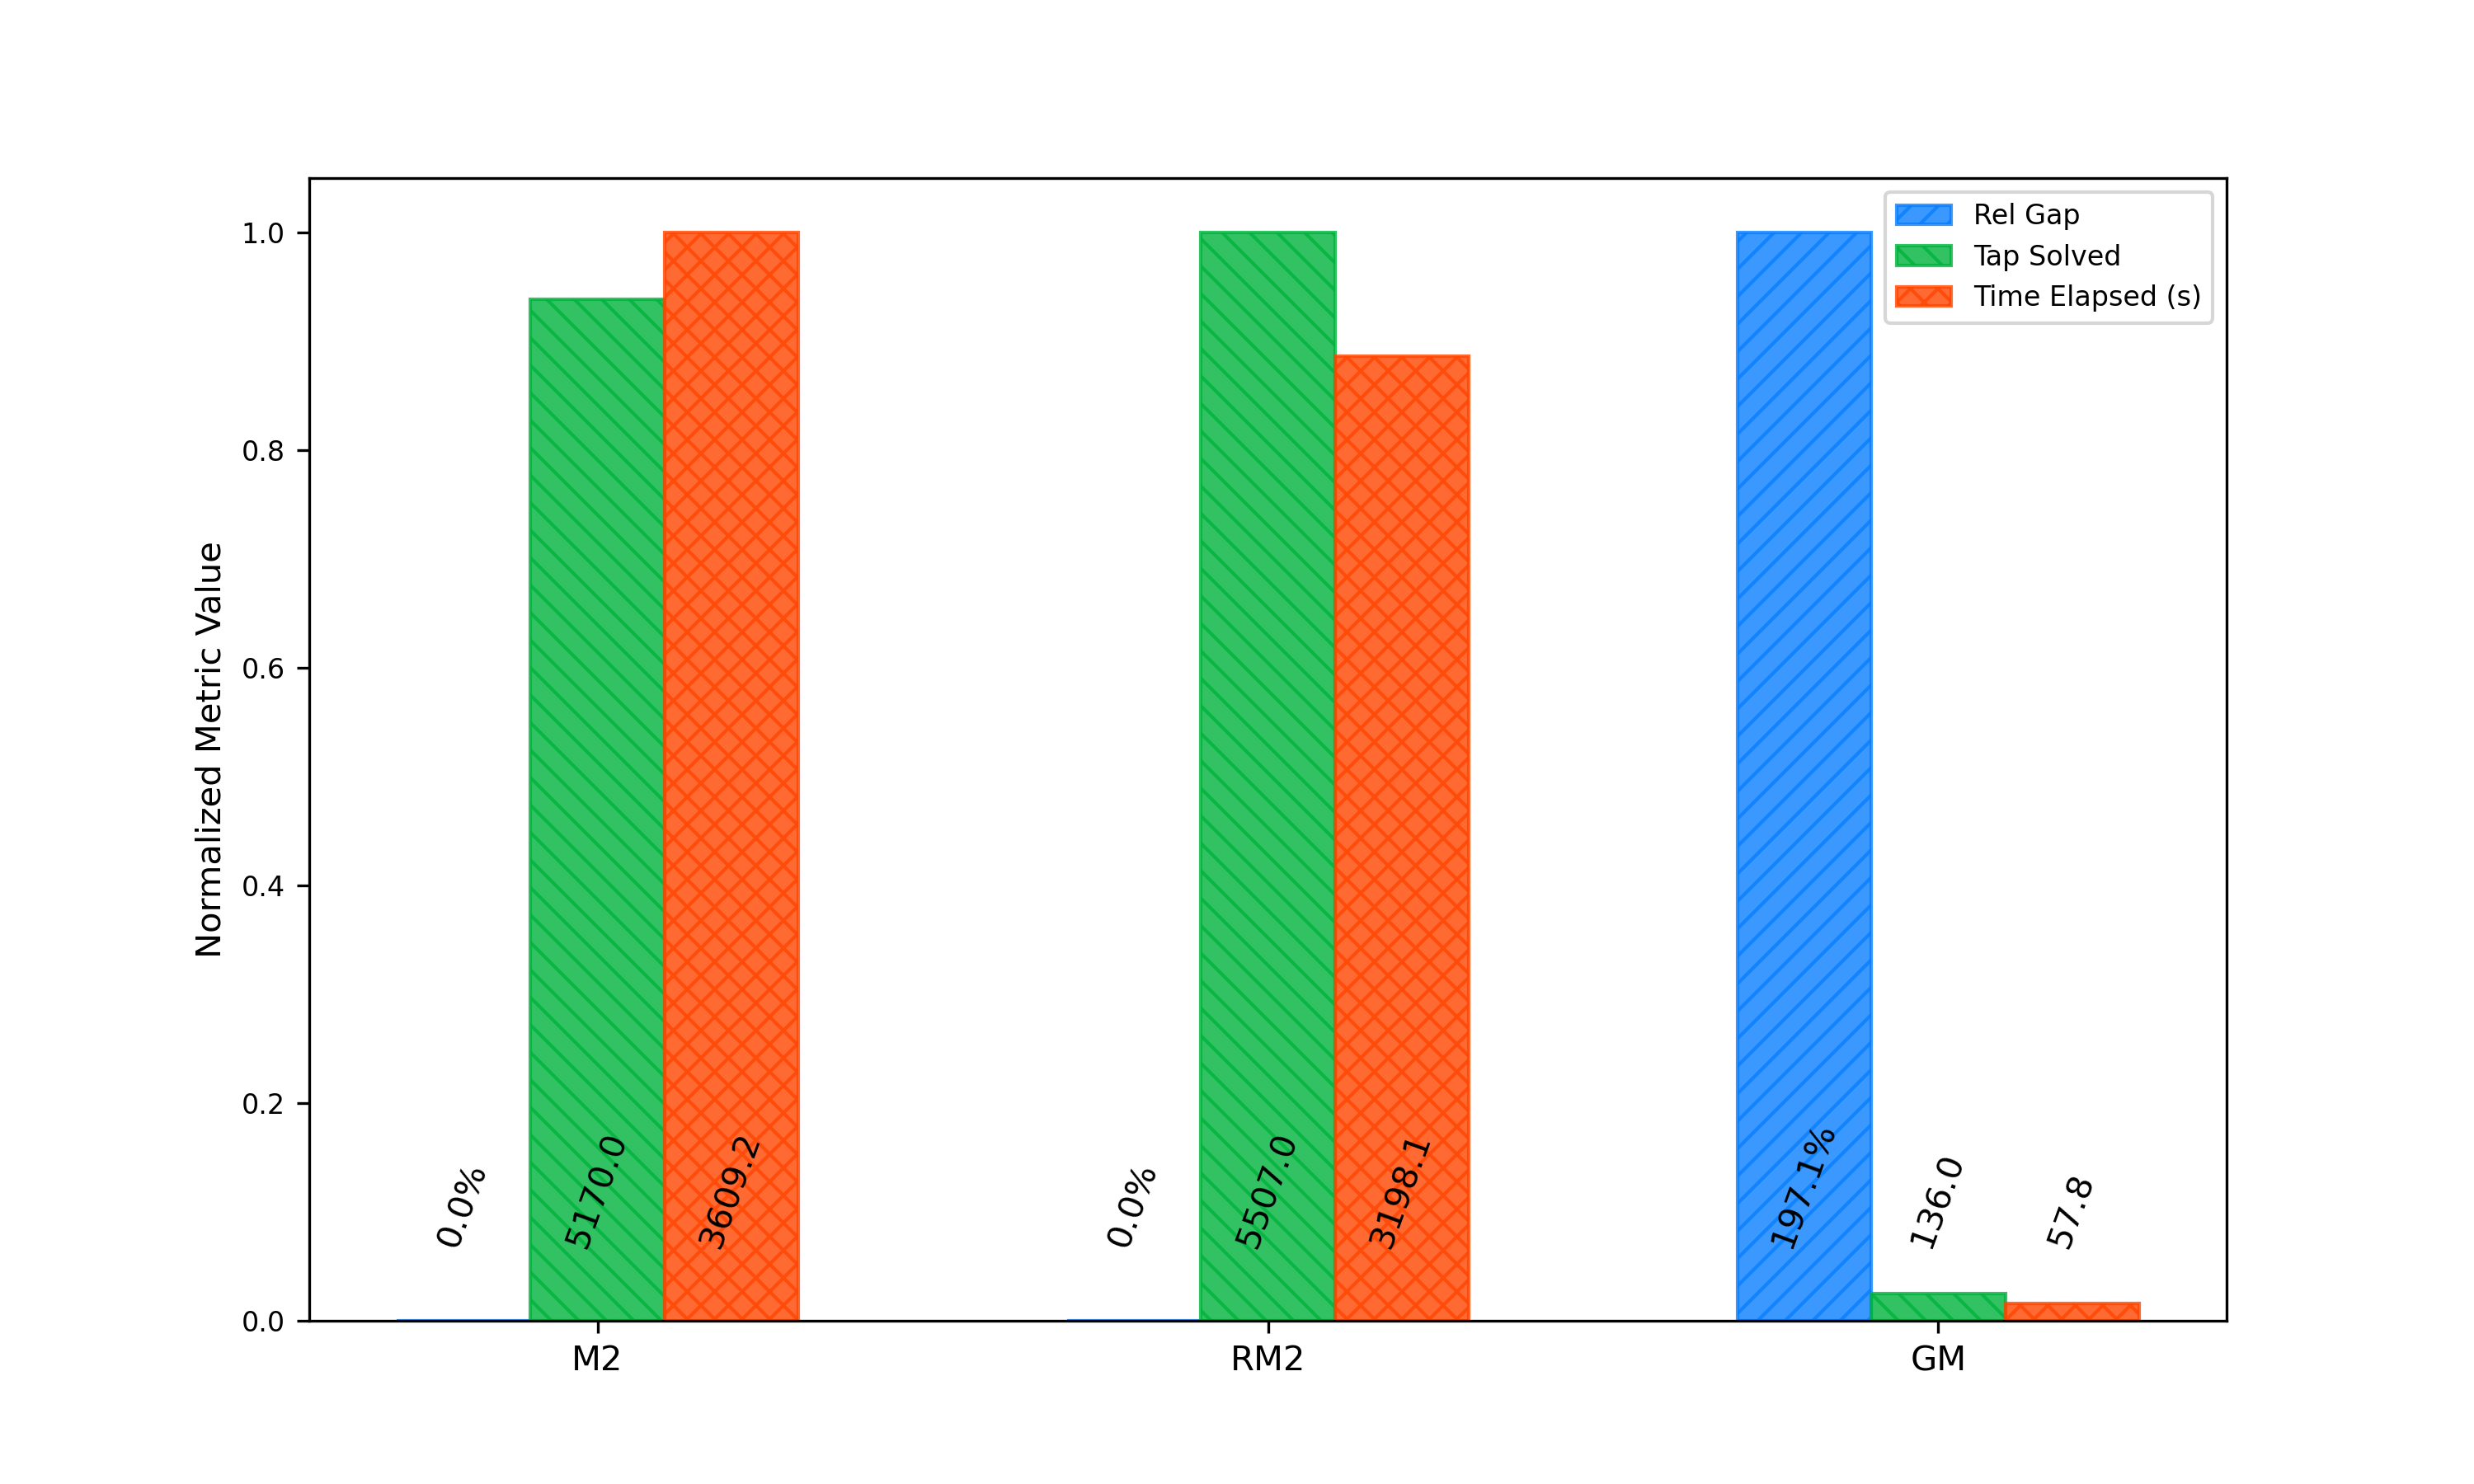 Rel Gap
Tap Solved
Time Elapsed (s)
Normalized Metric Value
1.0
0.8
0.6
0.4
0.2
0.0
0.0%
5170.0
3609.2
0.0%
5507.0
3198.1
197.1%
136.0
57.8
M2
RM2
GM